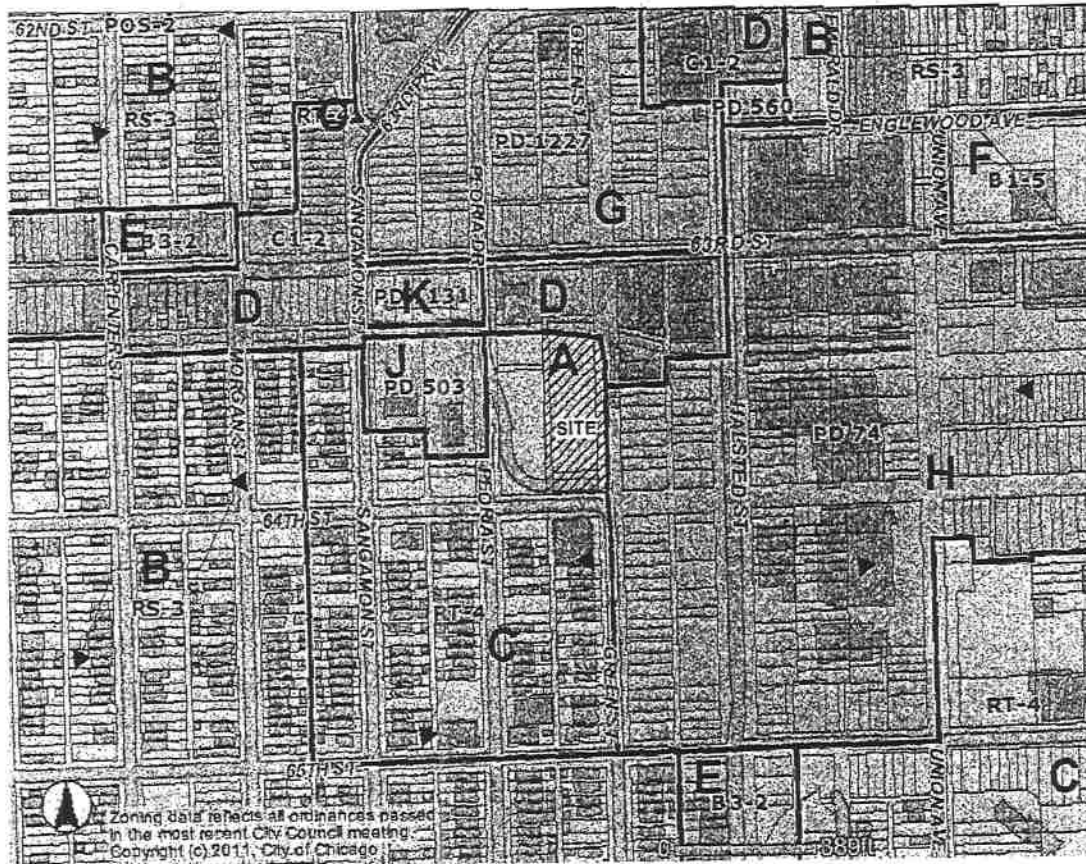 62ND ST
POS-2
B
RS-3
D
C1-2
B
EMERALD DR
RS-3
PD 560
ENGLEWOOD AVE
GREEN ST
PD 1227
PEORIA DR
UNION AVE
F
B1-5
G
SANGAMON ST
E
B3-2
C1-2
63RD ST
CARPENTER ST
D
MORGAN ST
K
D
J
PD 503
A
SITE
HALSTED ST
PD 74
H
64TH ST
SANGAMON ST
PEORIA ST
B
RS-3
RT-4
C
GREEN ST
RT-4
65TH ST
E
B3-2
UNION AVE
C
Zoning data reflects all ordinances passed
in the most recent City Council meeting.
Copyright (c) 2011, City of Chicago
0